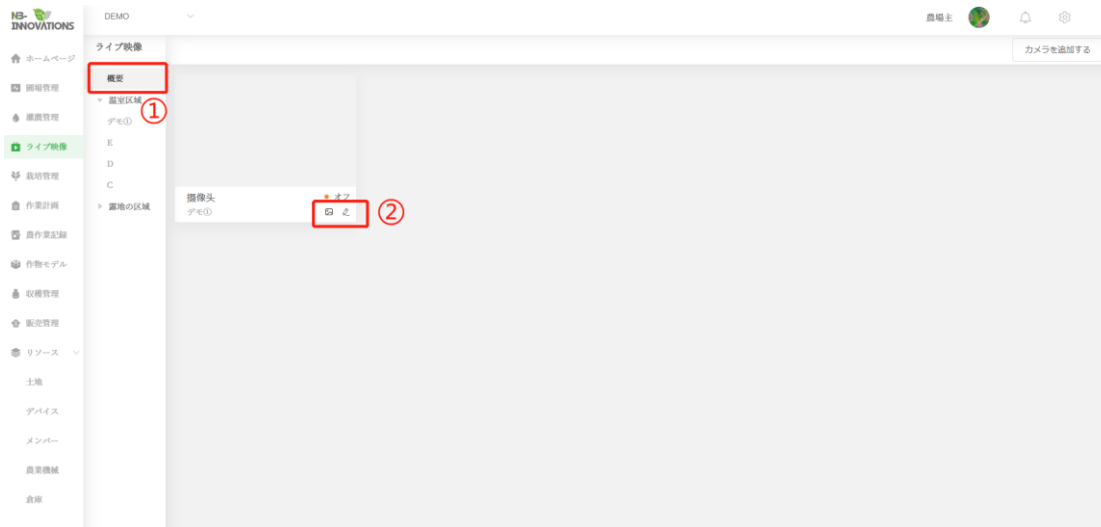 NB-
INNOVATIONS
DEMO
農場主
ホームページ
圃場管理
灌漑管理
ライブ映像
栽培管理
作業計画
農作業記録
作物モデル
収穫管理
販売管理
リソース
土地
デバイス
メンバー
農業機械
倉庫
ライブ映像
概要
①
温室区域
デモ①
E
D
C
露地の区域
カメラを追加する
摄像头
オフ
デモ①
②